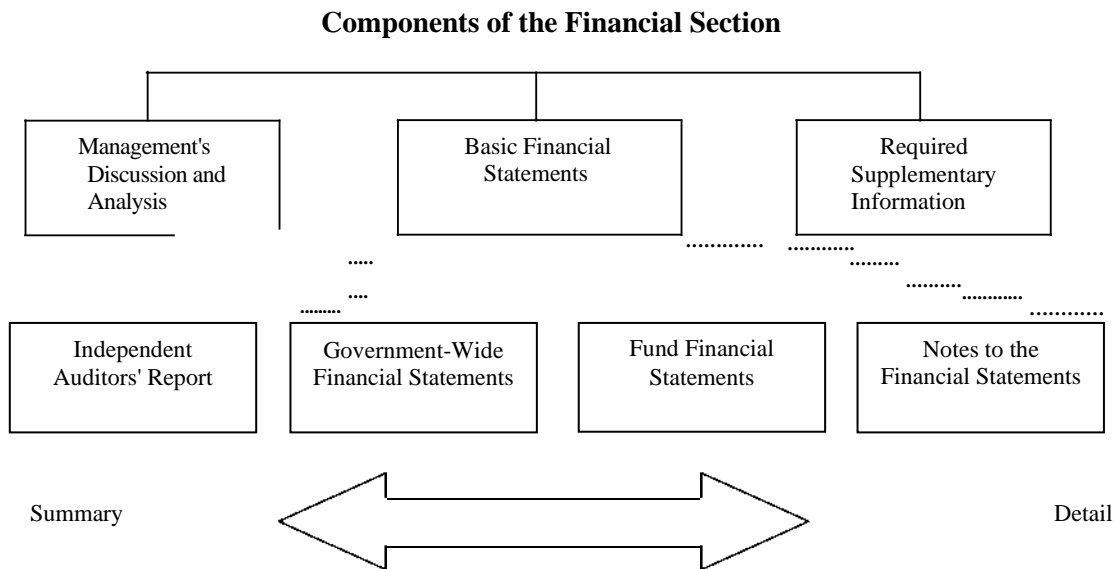 Components of the Financial Section
Management's
Discussion and
Analysis
Basic Financial
Statements
Required
Supplementary
Information
Independent
Auditors' Report
Government-Wide
Financial Statements
Fund Financial
Statements
Notes to the
Financial Statements
Summary
Detail